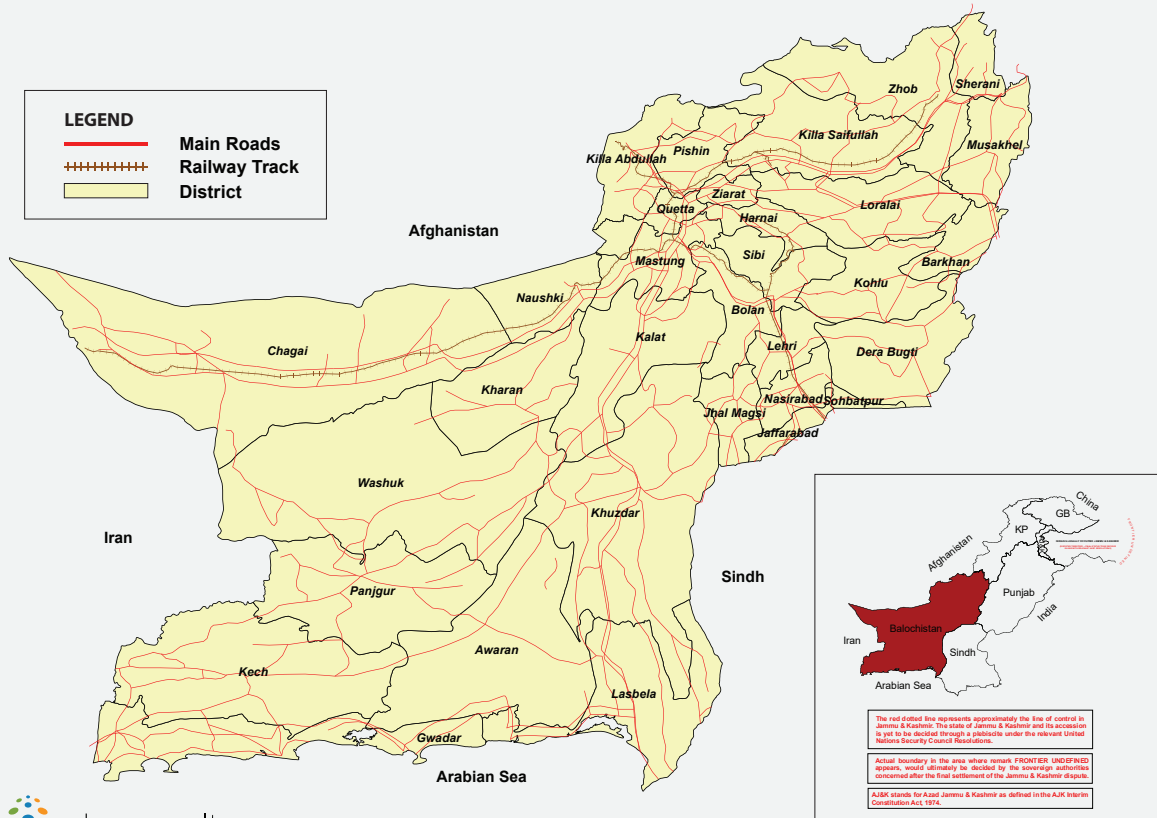 LEGEND
Main Roads
Railway Track
District
Afghanistan
Iran
Sindh
Arabian Sea
Zhob
Sherani
Killa Saifullah
Musakhel
Pishin
Killa Abdullah
Ziarat
Loralai
Quetta
Harnai
Sibi
Mastung
Barkhan
Kohlu
Naushki
Bolan
Kalat
Lehri
Chagai
Dera Bugti
Kharan
Nasirabad
Sohbatpur
Jhal Magsi
Jaffarabad
Washuk
Khuzdar
Panjgur
Awaran
Kech
Lasbela
Gwadar
China
GB
KP
Afghanistan
Punjab
India
Balochistan
Iran
Sindh
Arabian Sea
The red dotted line represents approximately the line of control in
Jammu & Kashmir. The state of Jammu & Kashmir and its accession
is yet to be decided through a plebiscite under the relevant United
Nations Security Council Resolutions.
Actual boundary in the area where remark FRONTIER UNDEFINED
appears, would ultimately be decided by the sovereign authorities
concerned after the final settlement of the Jammu & Kashmir dispute.
AJ&K stands for Azad Jammu & Kashmir as defined in the AJK Interim
Constitution Act, 1974.